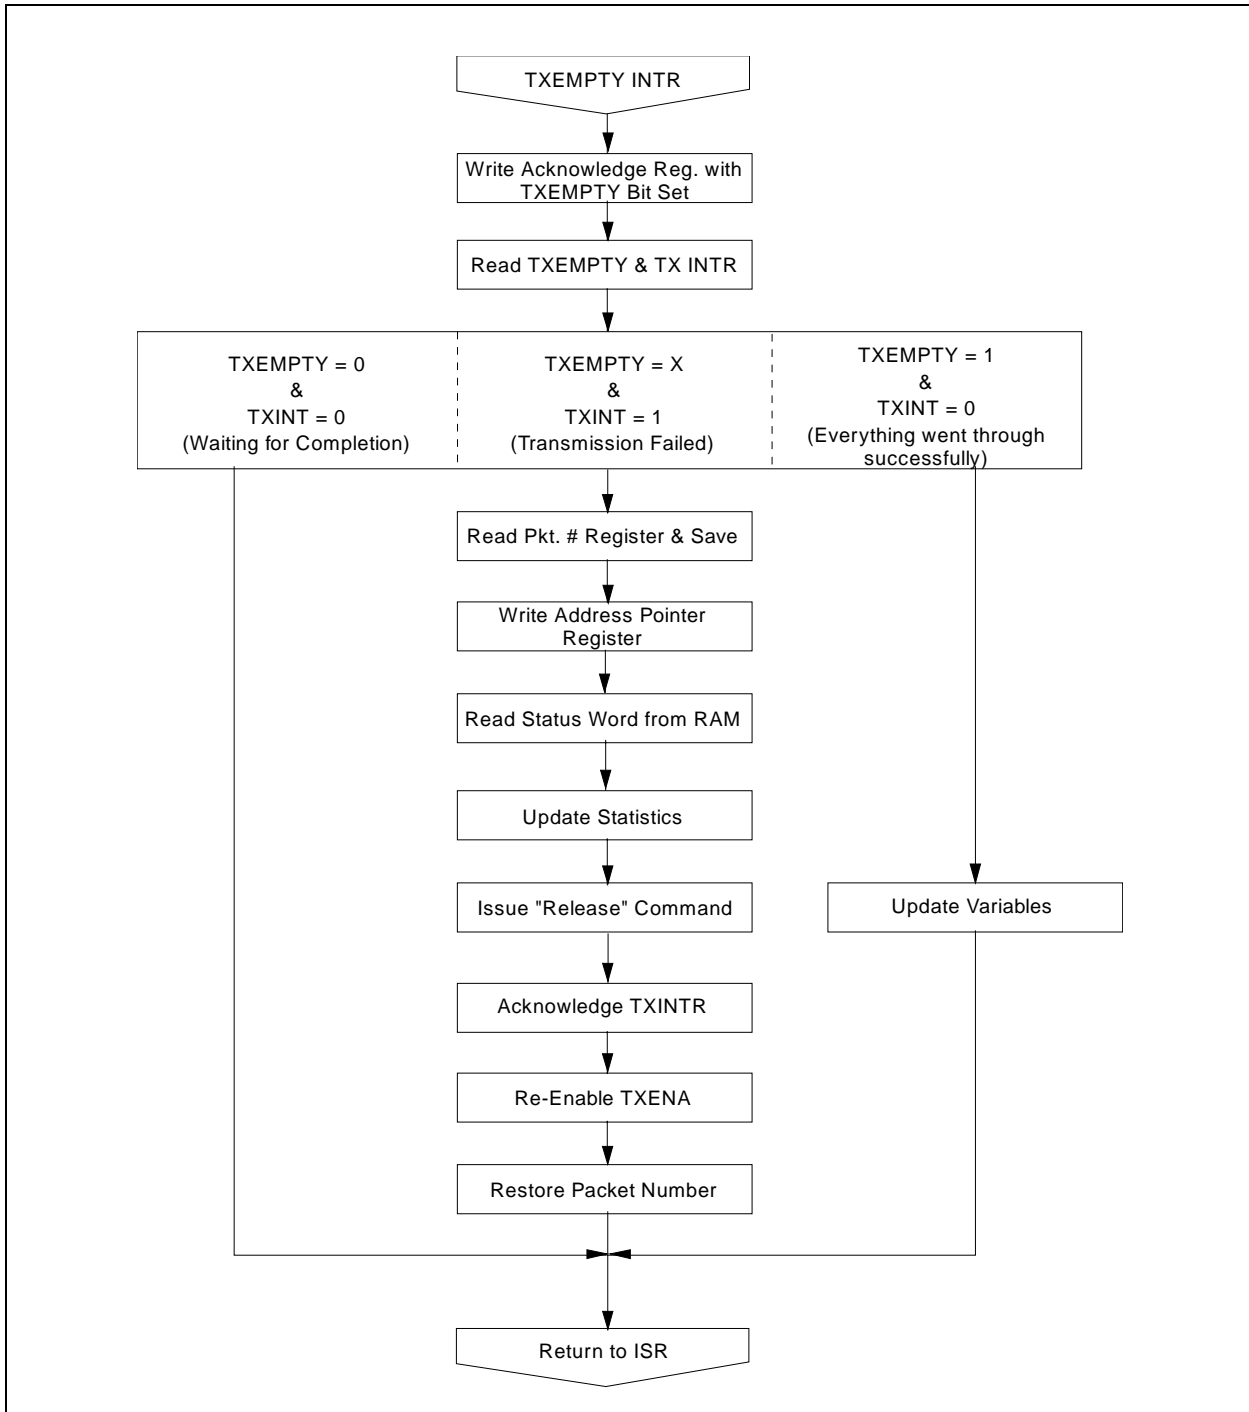 TXEMPTY INTR
Write Acknowledge Reg. with
TXEMPTY Bit Set
Read TXEMPTY & TX INTR
TXEMPTY = 0
&
TXINT = 0
(Waiting for Completion)
TXEMPTY = X
&
TXINT = 1
(Transmission Failed)
TXEMPTY = 1
&
TXINT = 0
(Everything went through
successfully)
Read Pkt. # Register & Save
Write Address Pointer
Register
Read Status Word from RAM
Update Statistics
Issue "Release" Command
Update Variables
Acknowledge TXINTR
Re-Enable TXENA
Restore Packet Number
Return to ISR